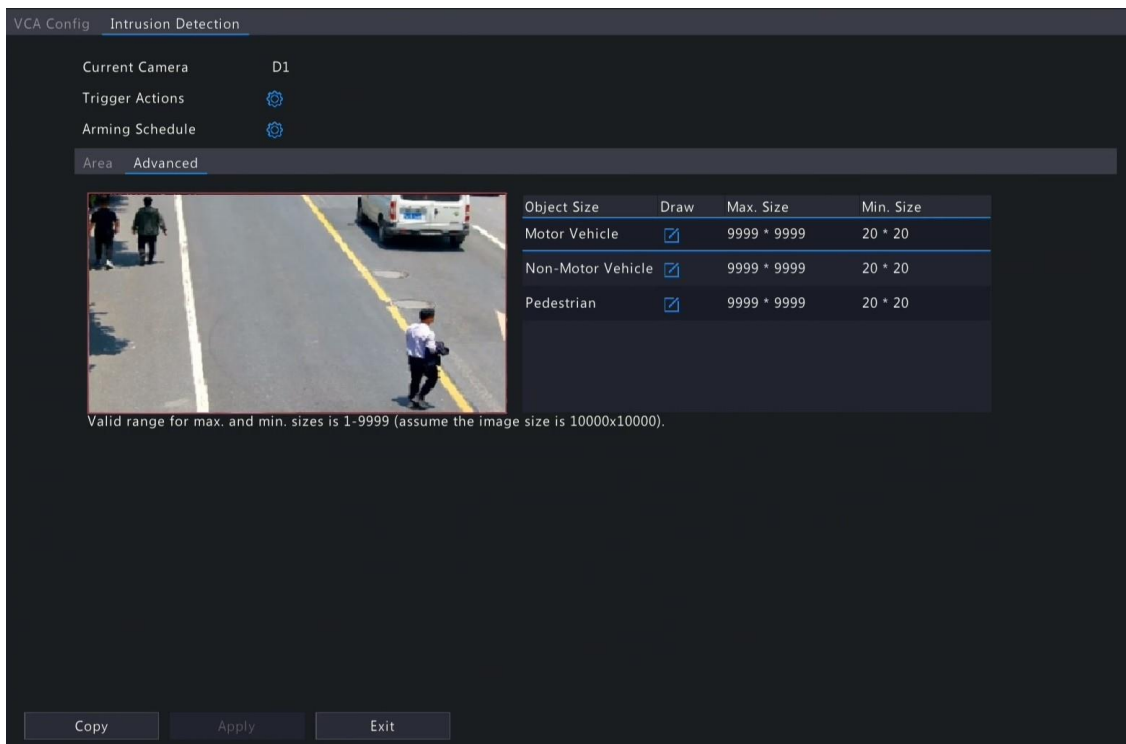 VCA Config Intrusion Detection
Current Camera D1
Trigger Actions
Arming Schedule
Area Advanced
Object Size Draw Max. Size Min. Size
Motor Vehicle 9999 * 9999 20 * 20
Non-Motor Vehicle 9999 * 9999 20 * 20
Pedestrian 9999 * 9999 20 * 20
Valid range for max. and min. sizes is 1-9999 (assume the image size is 10000x10000).
Copy Apply Exit